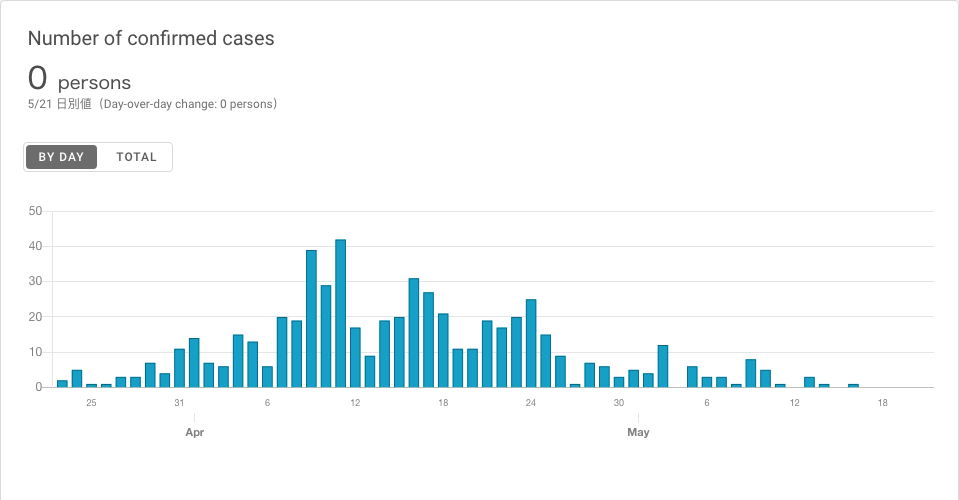 Number of confirmed cases
0 persons
5/21 日別値（Day-over-day change: 0 persons）
BY DAY TOTAL
50
40
30
20
10
0
25 31 6 12 18 24 30 6 12 18
Apr May